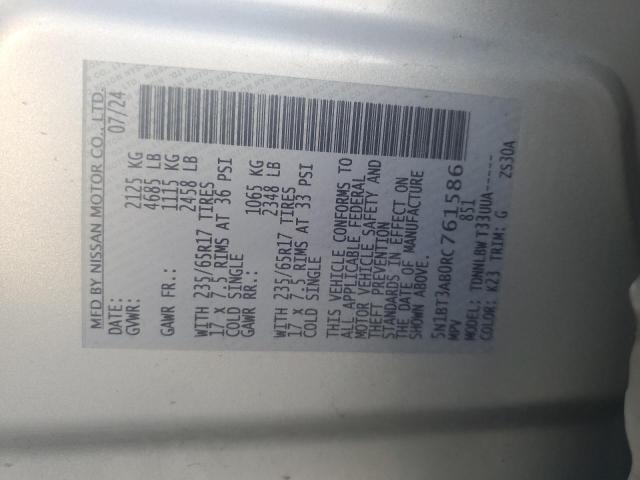 MFD BY NISSAN MOTOR CO., LTD.
DATE: 07/24
GVWR: 2125 KG
4685 LB
GAWR FR.: 1115 KG
2458 LB
WITH 235/65R17 TIRES
17 x 7.5 RIMS AT 36 PSI
COLD SINGLE
GAWR RR.: 1065 KG
2348 LB
WITH 235/65R17 TIRES
17 x 7.5 RIMS AT 33 PSI
COLD SINGLE
THIS VEHICLE CONFORMS TO
ALL APPLICABLE FEDERAL
MOTOR VEHICLE SAFETY AND
THEFT PREVENTION
STANDARDS IN EFFECT ON
THE DATE OF MANUFACTURE
SHOWN ABOVE.
5N1BT3AB0RC761586
MPV 851
MODEL: TDNNLBW T33UUA-----
COLOR: K23 TRIM: G ZS30A